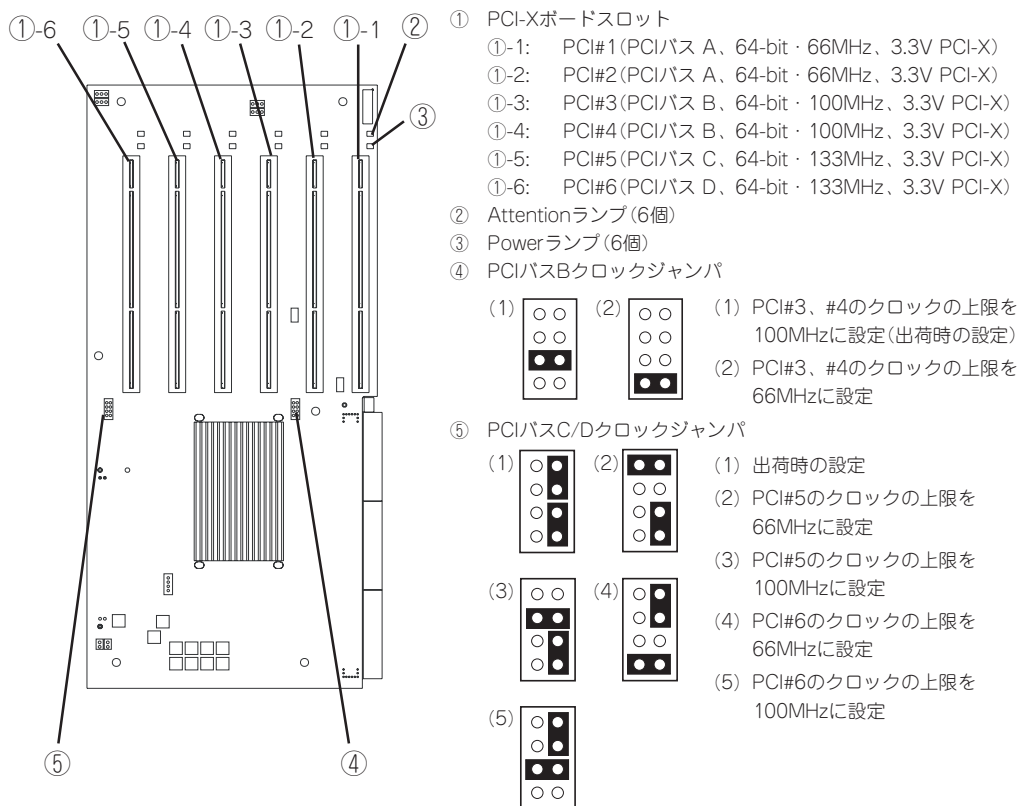 ①-6 ①-5 ①-4 ①-3 ①-2 ①-1 ②
③
⑤ ④
① PCI-Xボードスロット
①-1: PCI#1(PCIバス A、64-bit・66MHz、3.3V PCI-X)
①-2: PCI#2(PCIバス A、64-bit・66MHz、3.3V PCI-X)
①-3: PCI#3(PCIバス B、64-bit・100MHz、3.3V PCI-X)
①-4: PCI#4(PCIバス B、64-bit・100MHz、3.3V PCI-X)
①-5: PCI#5(PCIバス C、64-bit・133MHz、3.3V PCI-X)
①-6: PCI#6(PCIバス D、64-bit・133MHz、3.3V PCI-X)
② Attentionランプ(6個)
③ Powerランプ(6個)
④ PCIバスBクロックジャンパ
(1) (2)
(1) PCI#3、#4のクロックの上限を
100MHzに設定(出荷時の設定)
(2) PCI#3、#4のクロックの上限を
66MHzに設定
⑤ PCIバスC/Dクロックジャンパ
(1) (2)
(3) (4)
(5)
(1) 出荷時の設定
(2) PCI#5のクロックの上限を
66MHzに設定
(3) PCI#5のクロックの上限を
100MHzに設定
(4) PCI#6のクロックの上限を
66MHzに設定
(5) PCI#6のクロックの上限を
100MHzに設定